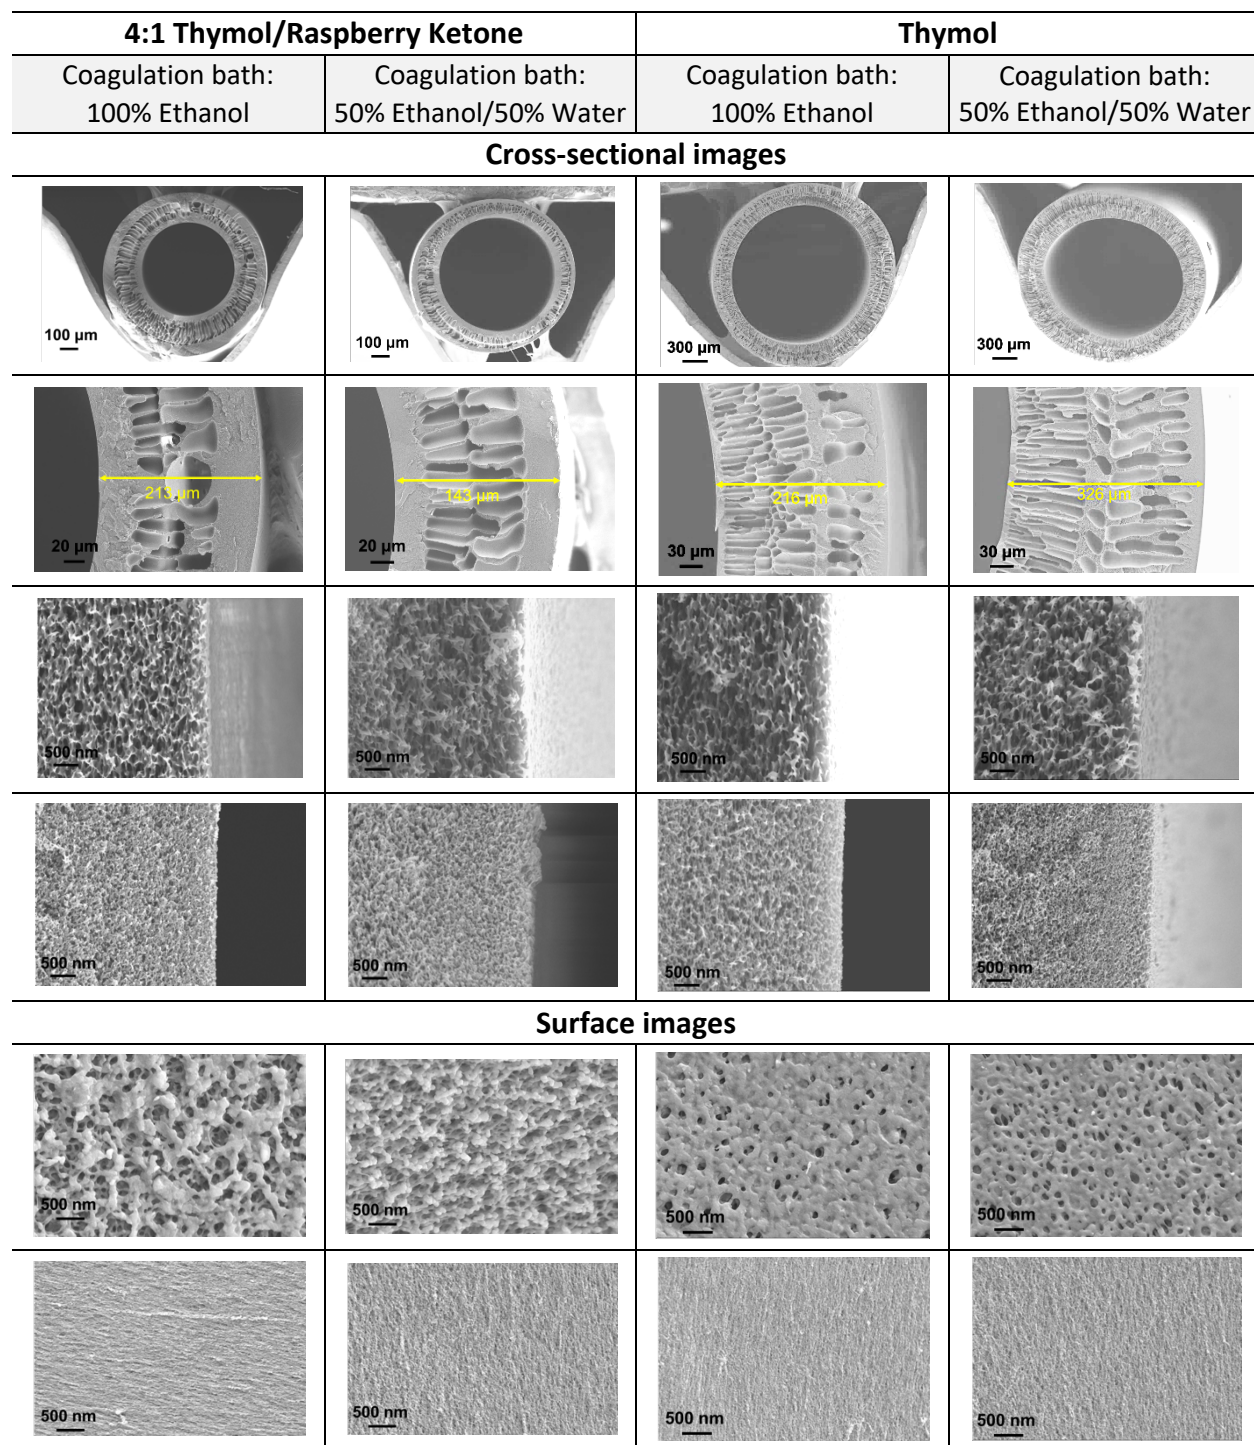 4:1 Thymol/Raspberry Ketone
Thymol
Coagulation bath:
100% Ethanol
Coagulation bath:
50% Ethanol/50% Water
Coagulation bath:
100% Ethanol
Coagulation bath:
50% Ethanol/50% Water
Cross-sectional images
100 µm
100 µm
300 µm
300 µm
213 µm
20 µm
143 µm
20 µm
216 µm
30 µm
326 µm
30 µm
500 nm
500 nm
500 nm
500 nm
500 nm
500 nm
500 nm
500 nm
Surface images
500 nm
500 nm
500 nm
500 nm
500 nm
500 nm
500 nm
500 nm